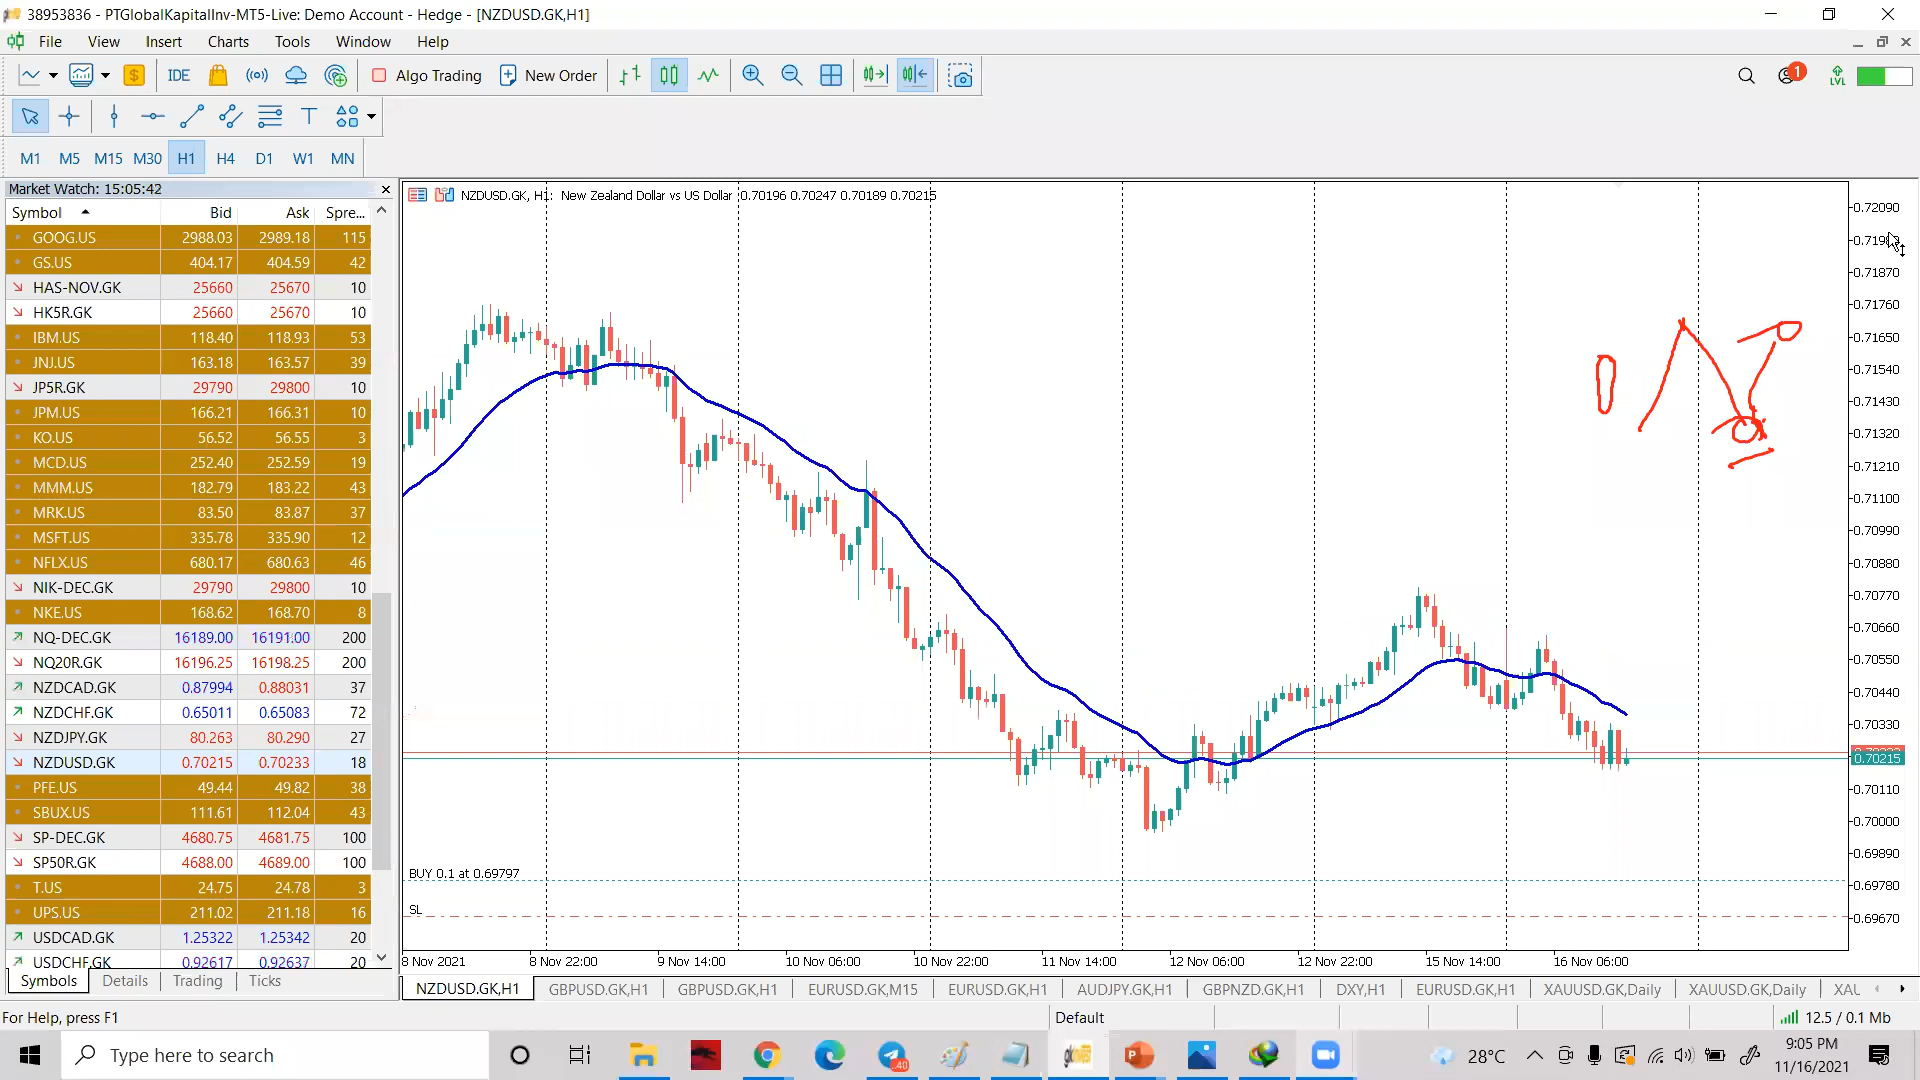 38953836 - PTGlobalKapitalInv-MT5-Live: Demo Account - Hedge - [NZDUSD.GK,H1]
File View Insert Charts Tools Window Help
IDE Algo Trading New Order 1 LVL
T
M1 M5 M15 M30 H1 H4 D1 W1 MN
Market Watch: 15:05:42
Symbol Bid Ask Spre...
GOOG.US 2988.03 2989.18 115
GS.US 404.17 404.59 42
HAS-NOV.GK 25660 25670 10
HK5R.GK 25660 25670 10
IBM.US 118.40 118.93 53
JNJ.US 163.18 163.57 39
JP5R.GK 29790 29800 10
JPM.US 166.21 166.31 10
KO.US 56.52 56.55 3
MCD.US 252.40 252.59 19
MMM.US 182.79 183.22 43
MRK.US 83.50 83.87 37
MSFT.US 335.78 335.90 12
NFLX.US 680.17 680.63 46
NIK-DEC.GK 29790 29800 10
NKE.US 168.62 168.70 8
NQ-DEC.GK 16189.00 16191.00 200
NQ20R.GK 16196.25 16198.25 200
NZDCAD.GK 0.87994 0.88031 37
NZDCHF.GK 0.65011 0.65083 72
NZDJPY.GK 80.263 80.290 27
NZDUSD.GK 0.70215 0.70233 18
PFE.US 49.44 49.82 38
SBUX.US 111.61 112.04 43
SP-DEC.GK 4680.75 4681.75 100
SP50R.GK 4688.00 4689.00 100
T.US 24.75 24.78 3
UPS.US 211.02 211.18 16
USDCAD.GK 1.25322 1.25342 20
USDCHF.GK 0.92617 0.92637 20
Symbols Details Trading Ticks
NZDUSD.GK, H1: New Zealand Dollar vs US Dollar 0.70196 0.70247 0.70189 0.70215
0.72090
0.71870
0.71760
0.71650
0.71540
0.71430
0.71320
0.71210
0.71100
0.70990
0.70880
0.70770
0.70660
0.70550
0.70440
0.70330
0.70215
0.70110
0.70000
0.69890
0.69780
0.69670
BUY 0.1 at 0.69797
SL
8 Nov 2021 8 Nov 22:00 9 Nov 14:00 10 Nov 06:00 10 Nov 22:00 11 Nov 14:00 12 Nov 06:00 12 Nov 22:00 15 Nov 14:00 16 Nov 06:00
NZDUSD.GK,H1 GBPUSD.GK,H1 GBPUSD.GK,H1 EURUSD.GK,M15 EURUSD.GK,H1 AUDJPY.GK,H1 GBPNZD.GK,H1 DXY,H1 EURUSD.GK,H1 XAUUSD.GK,Daily XAUUSD.GK,Daily XAU
For Help, press F1 Default 12.5 / 0.1 Mb
Type here to search 40 28°C 9:05 PM
11/16/2021